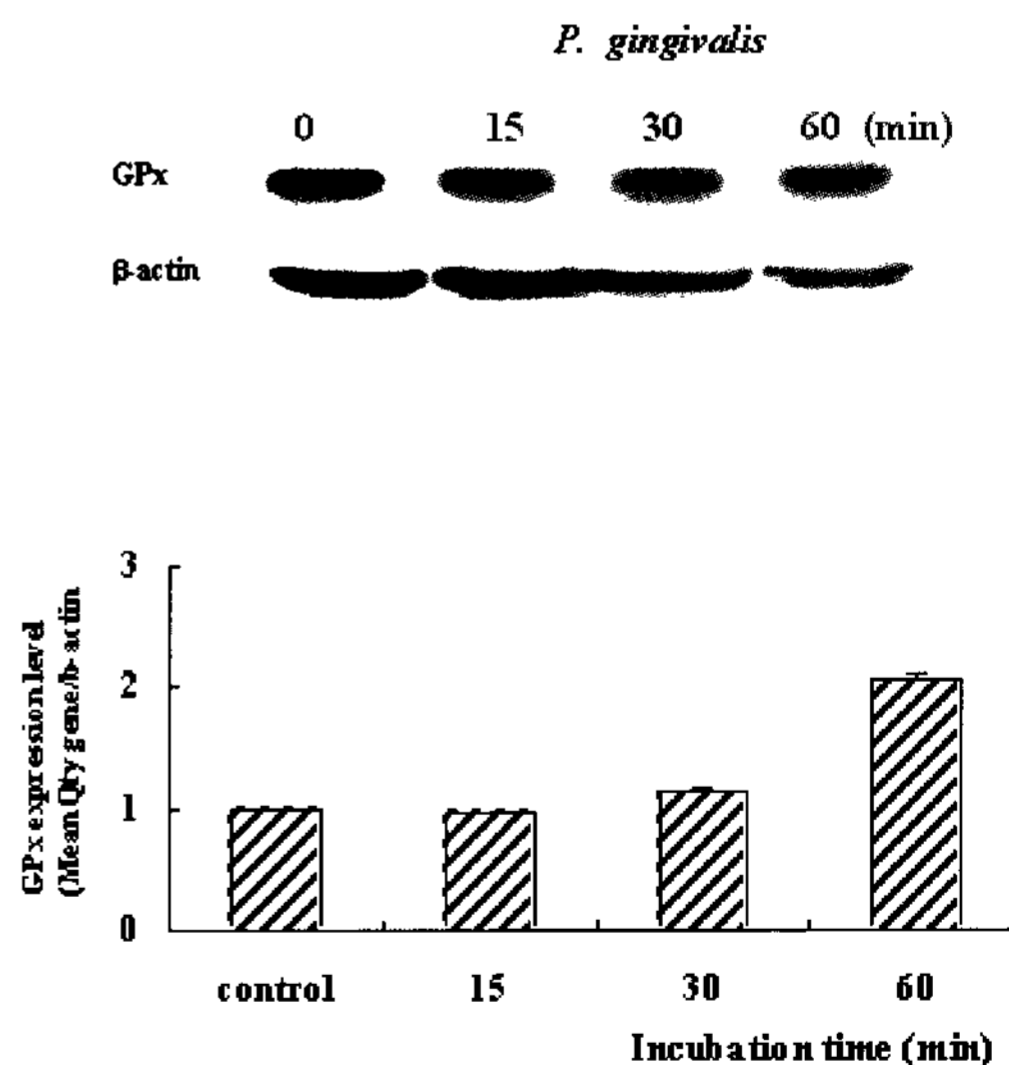 P. gingivalis
0 15 30 60 (min)
GPx
β-actin
3
2
1
0
GPx expression level
(Mean Qty gene/b-actin
control 15 30 60
Incubation time (min)